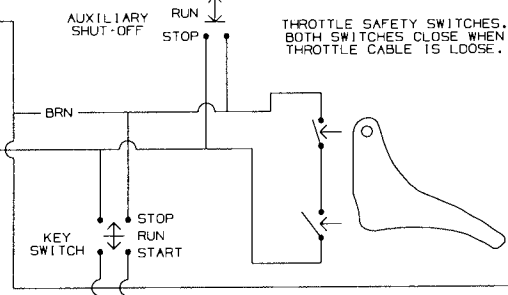 AUXILIARY
SHUT-OFF
RUN
STOP
THROTTLE SAFETY SWITCHES.
BOTH SWITCHES CLOSE WHEN
THROTTLE CABLE IS LOOSE.
BRN
KEY
SWITCH
STOP
RUN
START